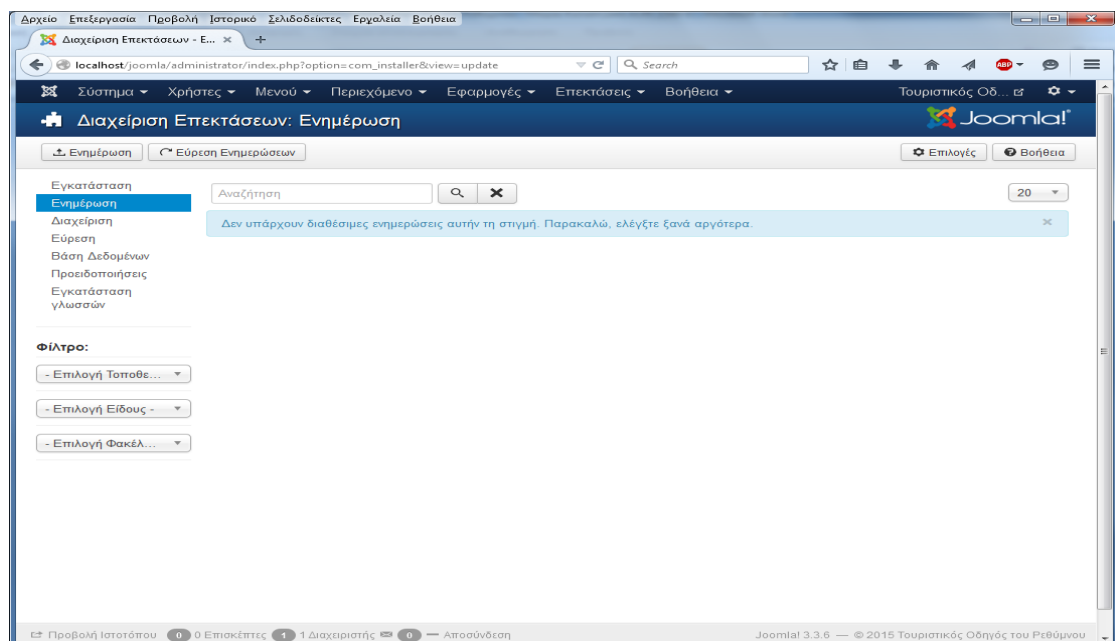 Αρχείο Επεξεργασία Προβολή Ιστορικό Σελιδοδείκτες Εργαλεία Βοήθεια
Διαχείριση Επεκτάσεων - Ε... × +
localhost/joomla/administrator/index.php?option=com_installer&view=update Search ABP
Σύστημα Χρήστες Μενού Περιεχόμενο Εφαρμογές Επεκτάσεις Βοήθεια Τουριστικός Οδ...
Διαχείριση Επεκτάσεων: Ενημέρωση Joomla!
Ενημέρωση Εύρεση Ενημερώσεων Επιλογές Βοήθεια
Εγκατάσταση
Ενημέρωση
Διαχείριση
Εύρεση
Βάση Δεδομένων
Προειδοποιήσεις
Εγκατάσταση
γλωσσών
Αναζήτηση 20
Δεν υπάρχουν διαθέσιμες ενημερώσεις αυτήν τη στιγμή. Παρακαλώ, ελέγξτε ξανά αργότερα. ×
Φίλτρο:
- Επιλογή Τοποθε...
- Επιλογή Είδους -
- Επιλογή Φακέλ...
Προβολή Ιστοτόπου 0 0 Επισκέπτες 1 1 Διαχειριστής 0 Αποσύνδεση Joomla! 3.3.6 — © 2015 Τουριστικός Οδηγός του Ρεθύμνου